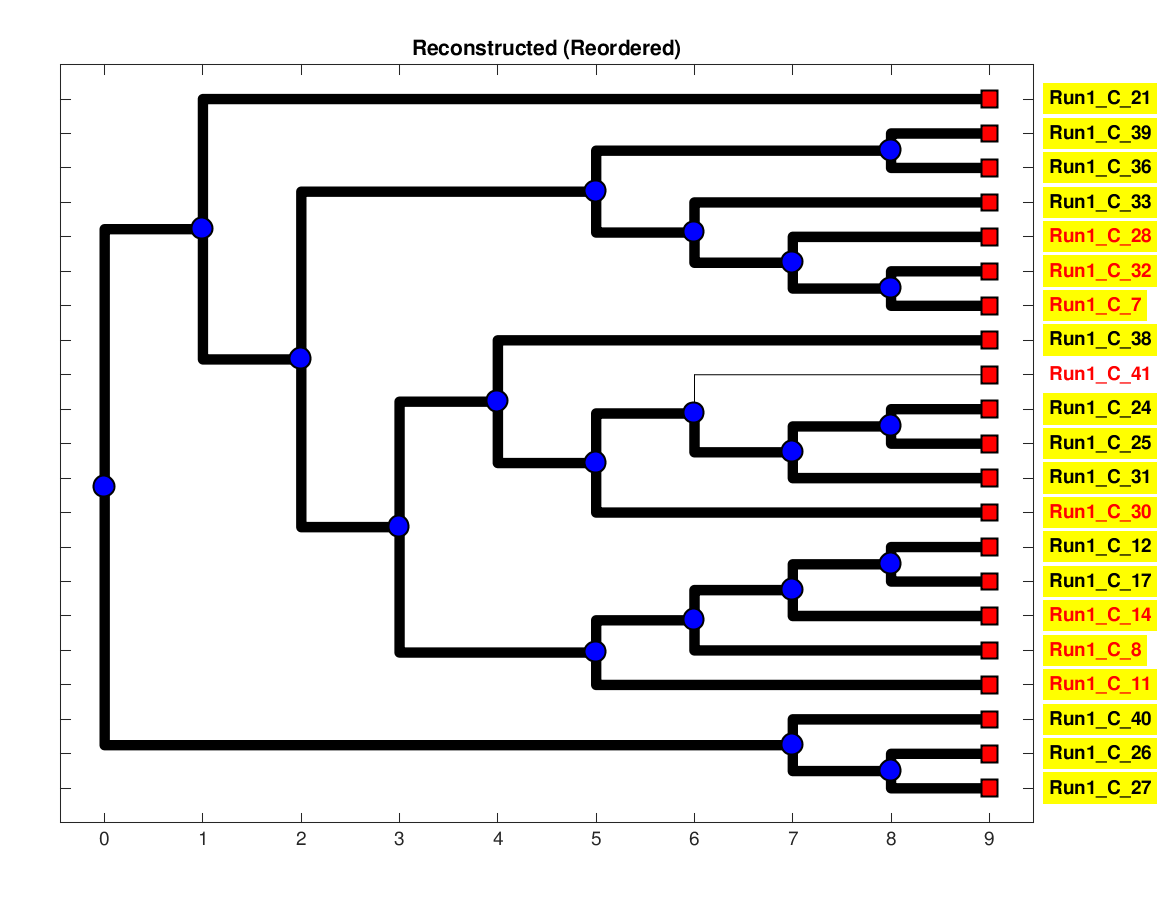 Reconstructed (Reordered)
Run1_C_21
Run1_C_39
Run1_C_36
Run1_C_33
Run1_C_28
Run1_C_32
Run1_C_7
Run1_C_38
Run1_C_41
Run1_C_24
Run1_C_25
Run1_C_31
Run1_C_30
Run1_C_12
Run1_C_17
Run1_C_14
Run1_C_8
Run1_C_11
Run1_C_40
Run1_C_26
Run1_C_27
0 1 2 3 4 5 6 7 8 9